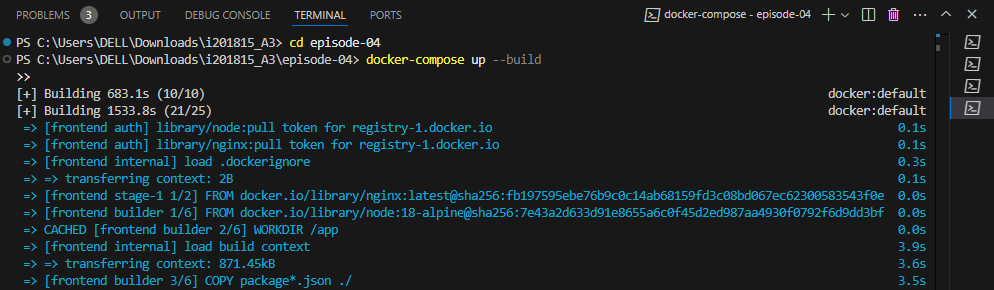 PROBLEMS 3 OUTPUT DEBUG CONSOLE TERMINAL PORTS docker-compose - episode-04
PS C:\Users\DELL\Downloads\i201815_A3> cd episode-04
PS C:\Users\DELL\Downloads\i201815_A3\episode-04> docker-compose up --build
>>
[+] Building 683.1s (10/10) docker:default
[+] Building 1533.8s (21/25) docker:default
=> [frontend auth] library/node:pull token for registry-1.docker.io 0.1s
=> [frontend auth] library/nginx:pull token for registry-1.docker.io 0.1s
=> [frontend internal] load .dockerignore 0.3s
=> => transferring context: 2B 0.1s
=> [frontend stage-1 1/2] FROM docker.io/library/nginx:latest@sha256:fb197595ebe76b9c0c14ab68159fd3c08bd067ec62300583543f0e 0.0s
=> [frontend builder 1/6] FROM docker.io/library/node:18-alpine@sha256:7e43a2d633d91e8655a6c0f45d2ed987aa4930f0792f6d9dd3bf 0.0s
=> CACHED [frontend builder 2/6] WORKDIR /app 0.0s
=> [frontend internal] load build context 3.9s
=> => transferring context: 871.45kB 3.6s
=> [frontend builder 3/6] COPY package*.json ./ 3.5s